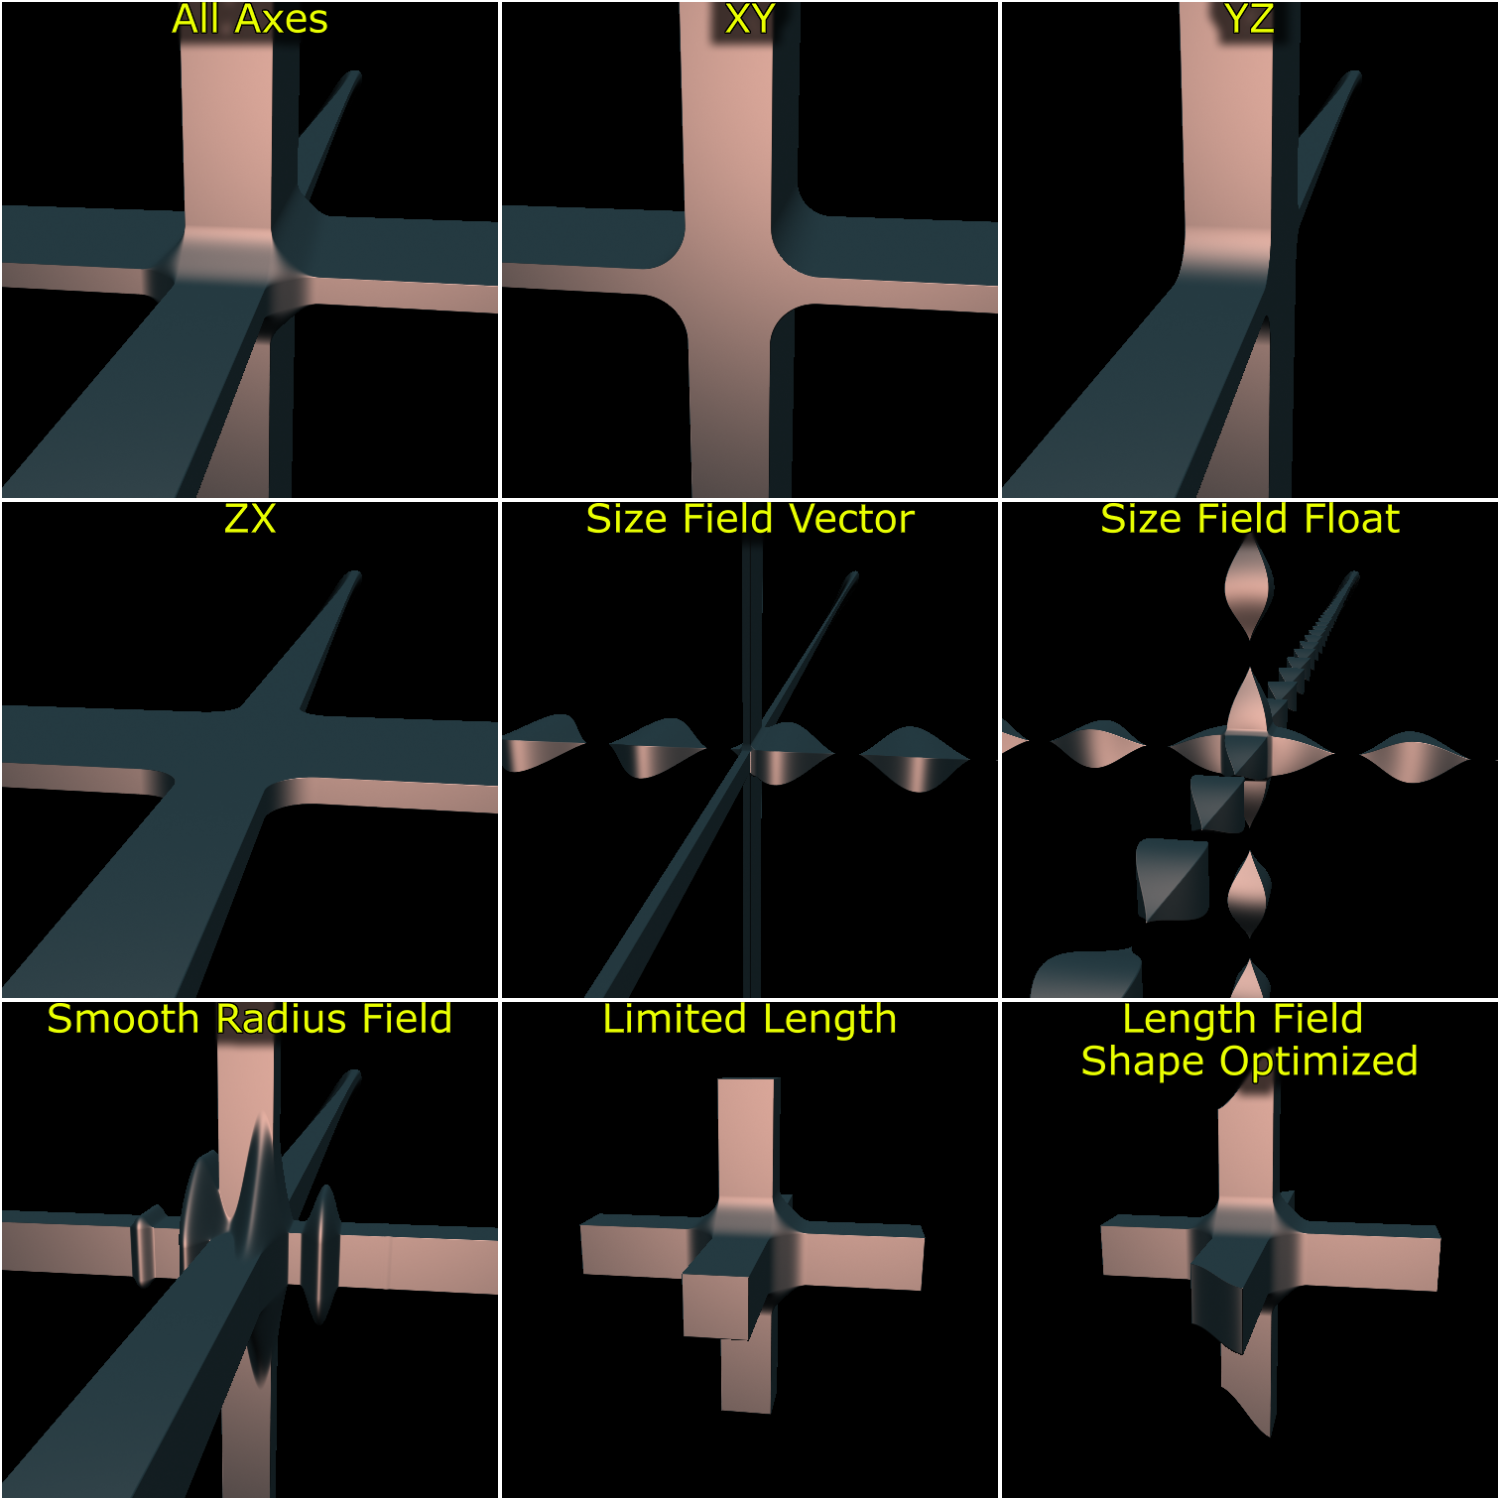 All Axes
XY
YZ
ZX
Size Field Vector
Size Field Float
Smooth Radius Field
Limited Length
Length Field
Shape Optimized